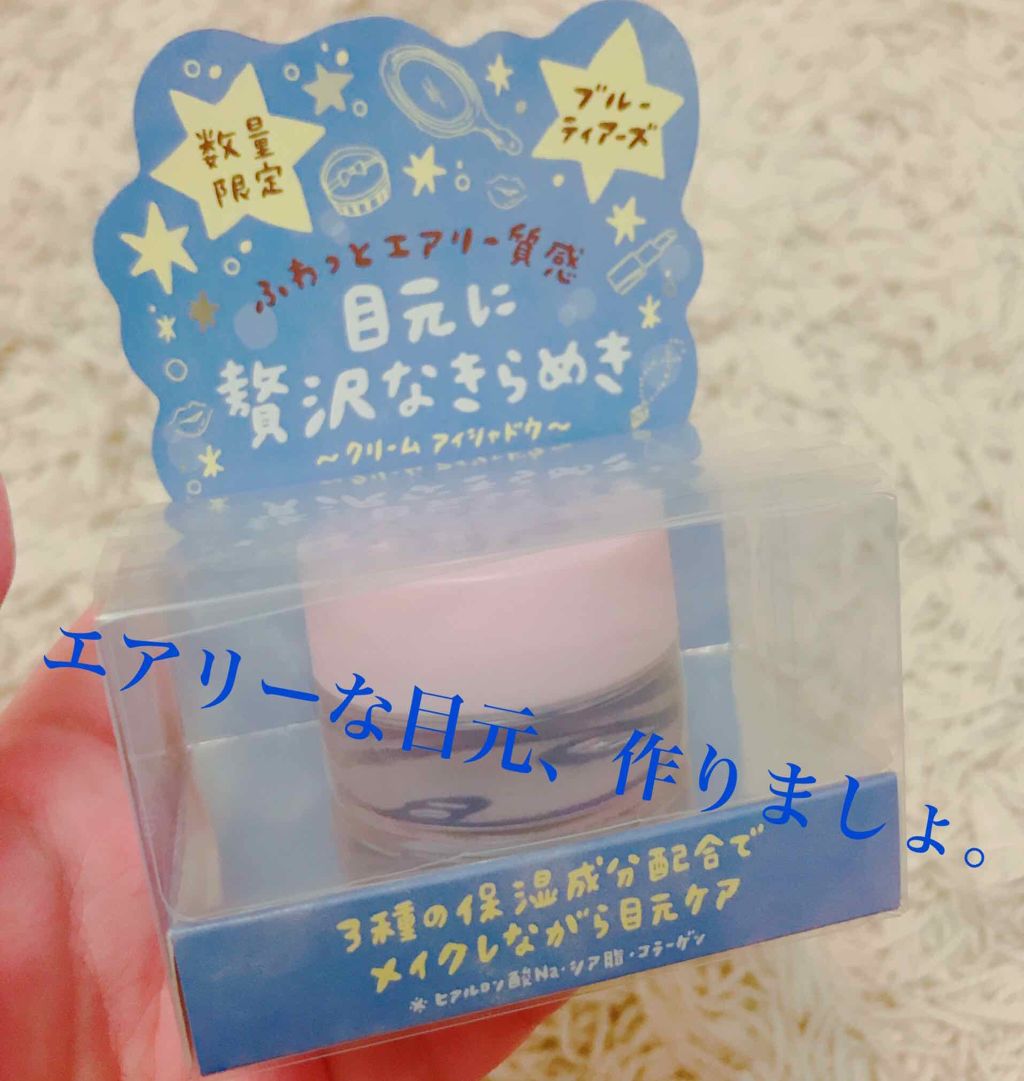 数量
限定
ブルー
ティアーズ
ふわっとエアリー質感
目元に
贅沢なきらめき
～クリーム アイシャドウ～
エアリーな目元、作りましょ。
3種の保湿成分配合で
メイクしながら目元ケア
＊ヒアルロン酸Na・シア脂・コラーゲン